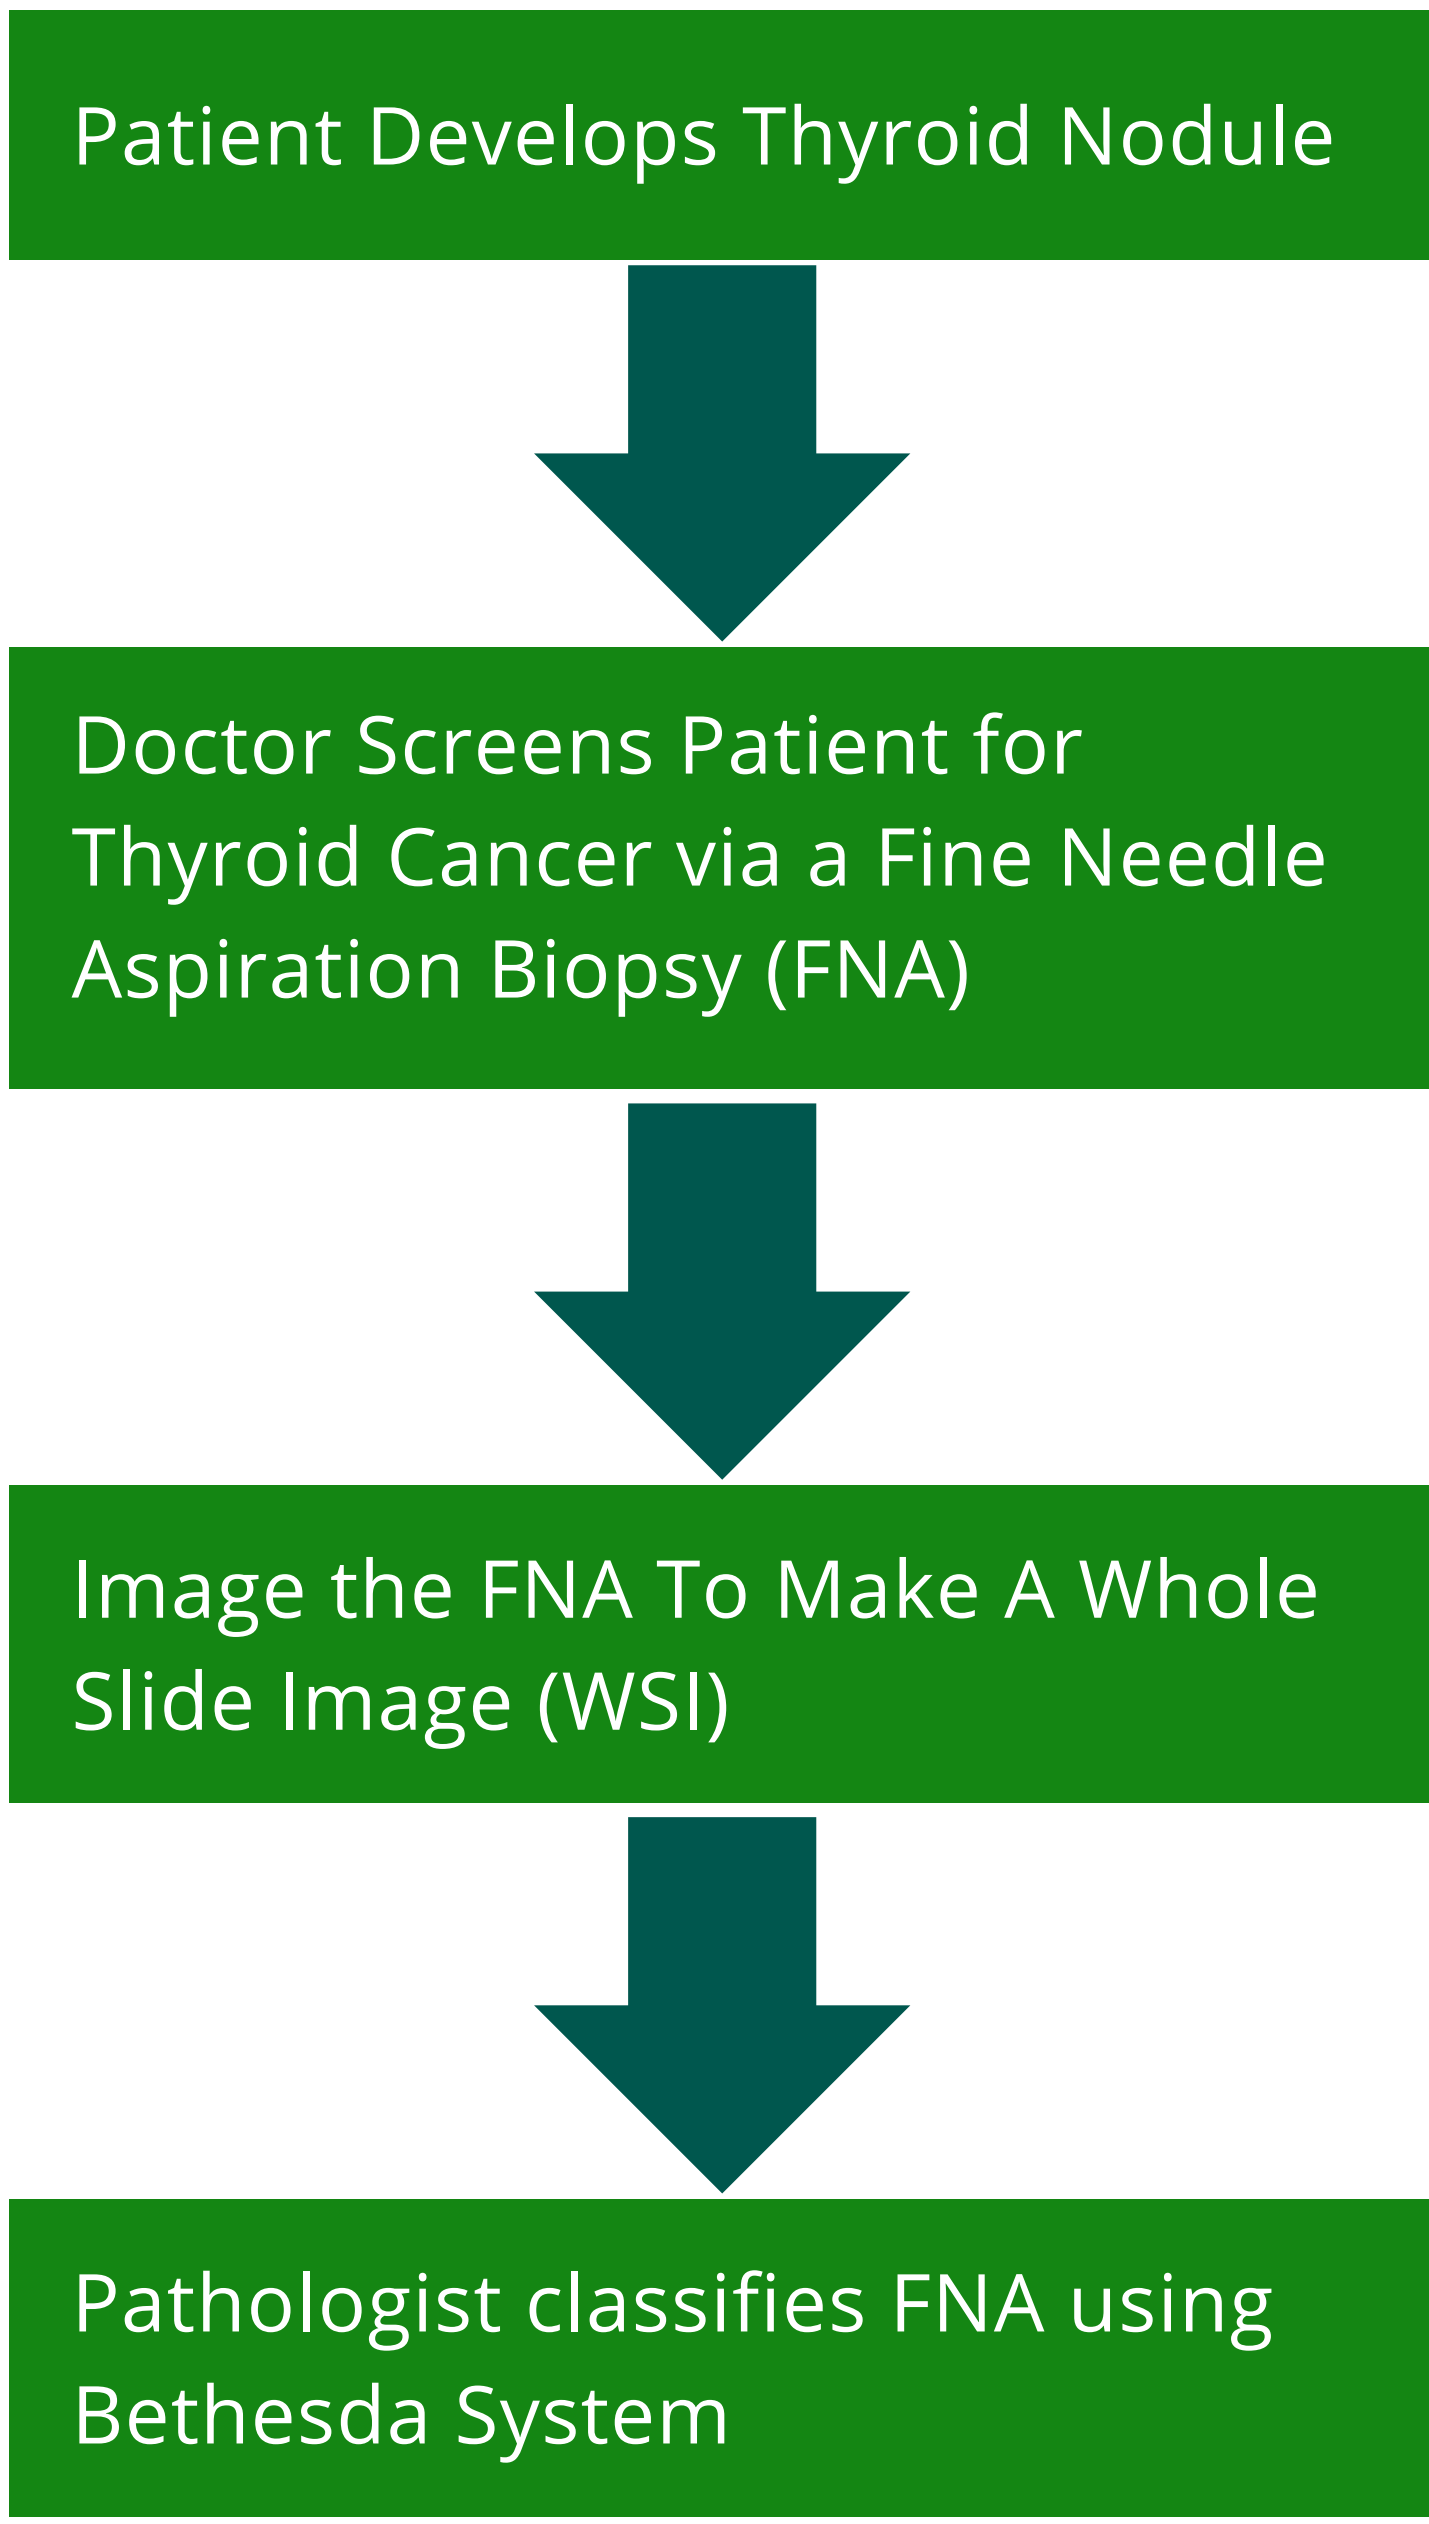 Patient Develops Thyroid Nodule
Doctor Screens Patient for
Thyroid Cancer via a Fine Needle
Aspiration Biopsy (FNA)
Image the FNA To Make A Whole
Slide Image (WSI)
Pathologist classifies FNA using
Bethesda System